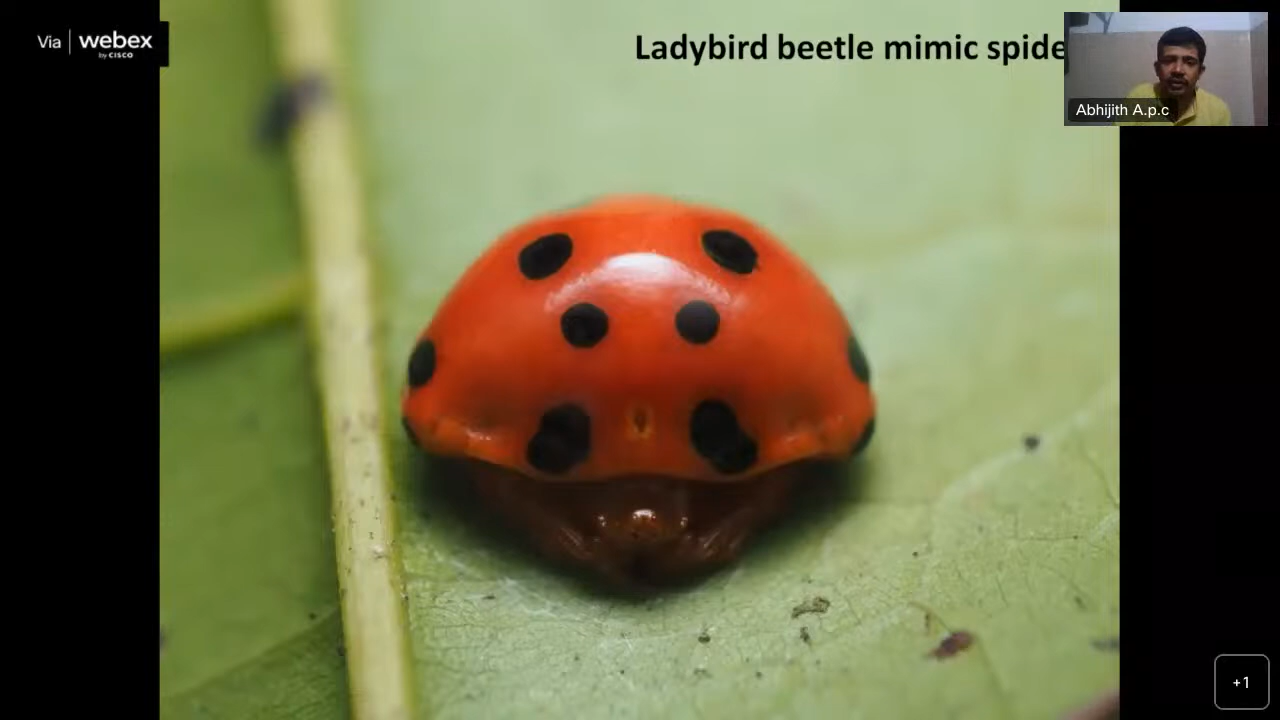 Via | webex
by CISCO
Ladybird beetle mimic spide
Abhijith A.p.c
+1